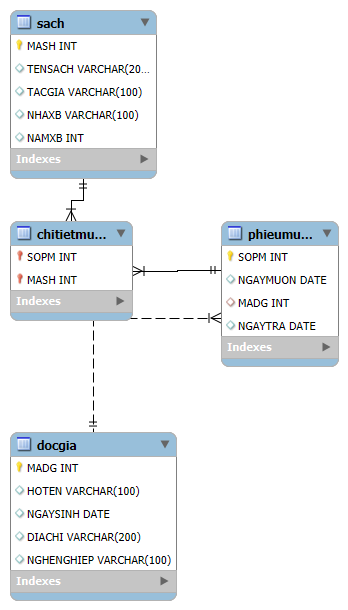 sach
MASH INT
TENSACH VARCHAR(20...
TACGIA VARCHAR(100)
NHAXB VARCHAR(100)
NAMXB INT
Indexes
chitietmu...
SOPM INT
MASH INT
Indexes
phieumu...
SOPM INT
NGAYMUON DATE
MADG INT
NGAYTRA DATE
Indexes
docgia
MADG INT
HOTEN VARCHAR(100)
NGAYSINH DATE
DIACHI VARCHAR(200)
NGHENGHIEP VARCHAR(100)
Indexes